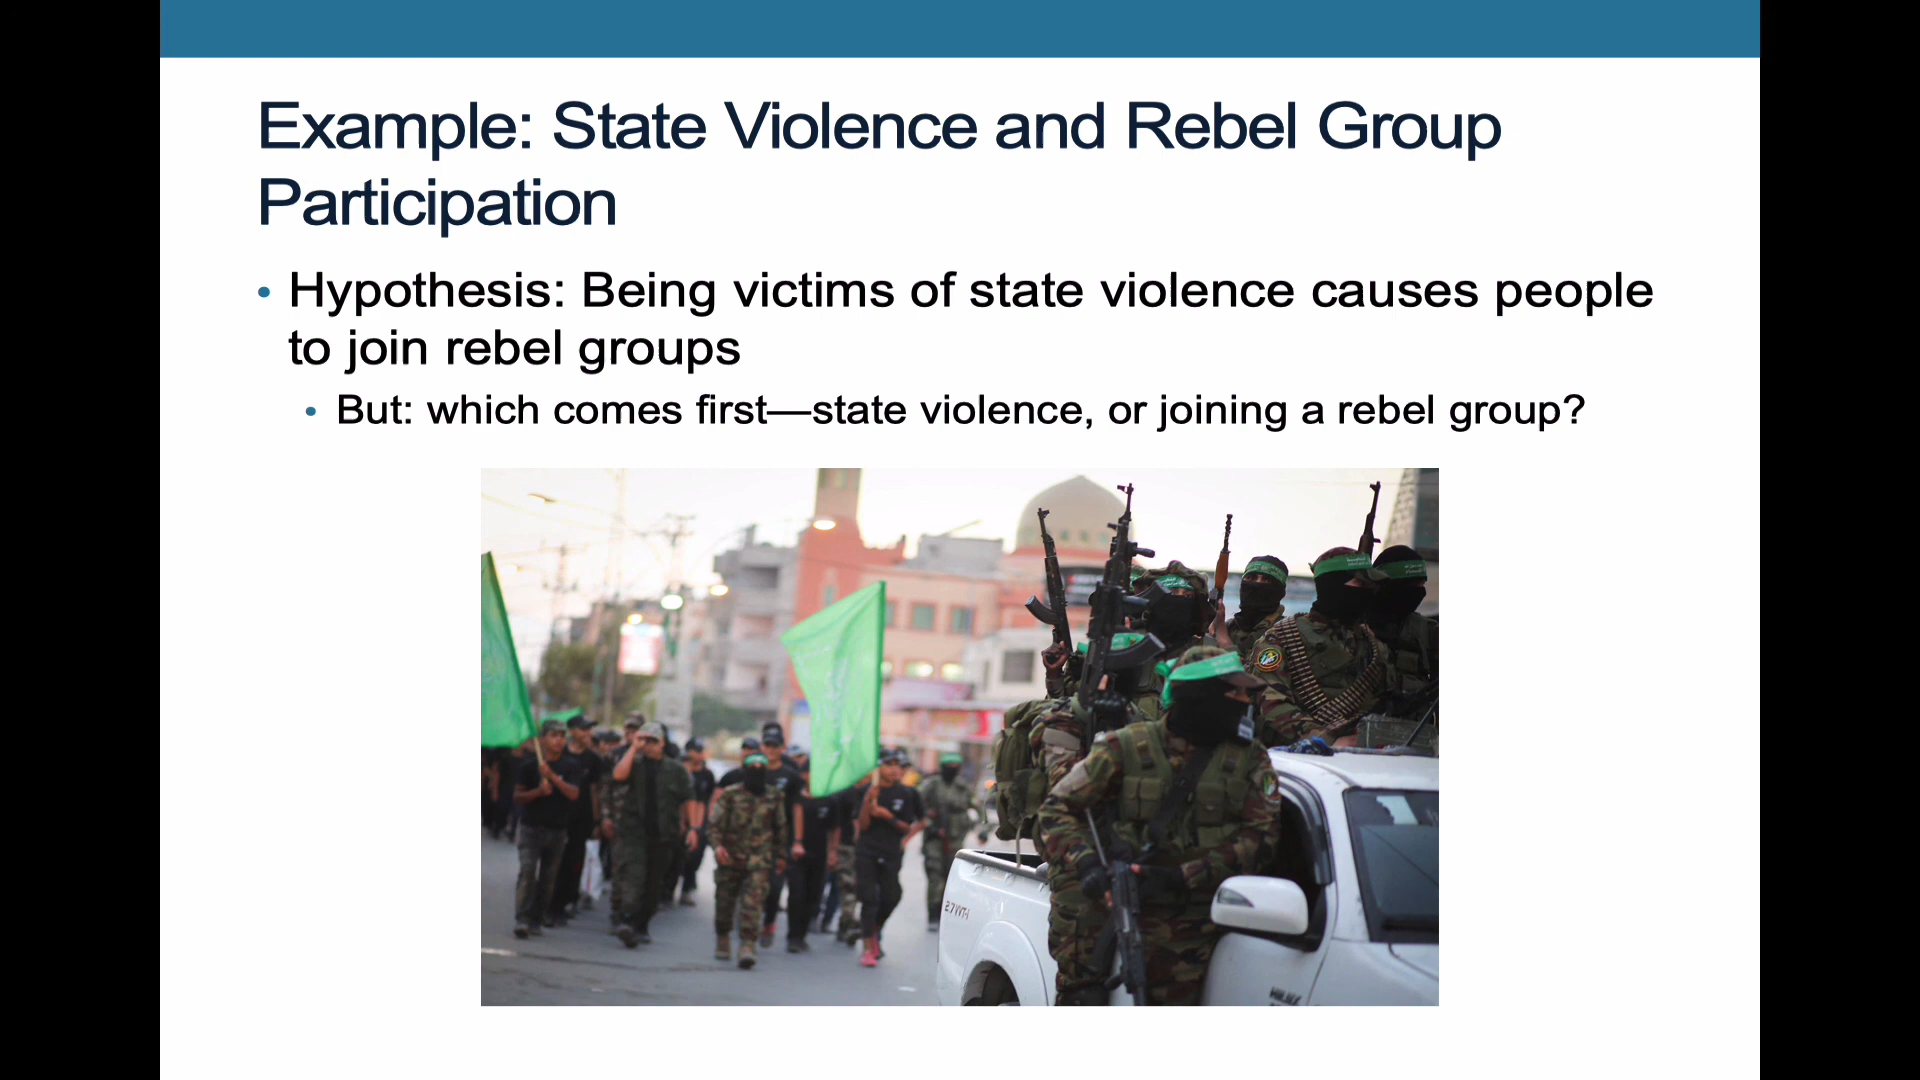 Example: State Violence and Rebel Group
Participation
• Hypothesis: Being victims of state violence causes people
to join rebel groups
• But: which comes first—state violence, or joining a rebel group?